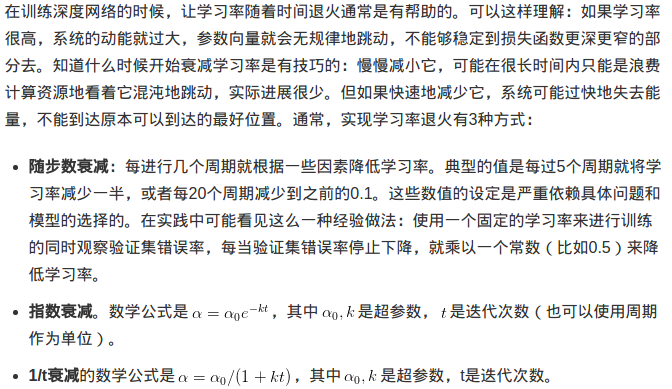 在训练深度网络的时候，让学习率随着时间退火通常是有帮助的。可以这样理解：如果学习率
很高，系统的动能就过大，参数向量就会无规律地跳动，不能够稳定到损失函数更深更窄的部
分去。知道什么时候开始衰减学习率是有技巧的：慢慢减小它，可能在很长时间内只能是浪费
计算资源地看着它混沌地跳动，实际进展很少。但如果快速地减少它，系统可能过快地失去能
量，不能到达原本可以到达的最好位置。通常，实现学习率退火有3种方式：
• 随步数衰减：每进行几个周期就根据一些因素降低学习率。典型的值是每过5个周期就将学
习率减少一半，或者每20个周期减少到之前的0.1。这些数值的设定是严重依赖具体问题和
模型的选择的。在实践中可能看见这么一种经验做法：使用一个固定的学习率来进行训练
的同时观察验证集错误率，每当验证集错误率停止下降，就乘以一个常数（比如0.5）来降
低学习率。
• 指数衰减。数学公式是 α = α₀e^{−kt}，其中 α₀, k 是超参数， t 是迭代次数（也可以使用周期
作为单位）。
• 1/t衰减的数学公式是 α = α₀/(1 + kt)，其中 α₀, k 是超参数，t是迭代次数。